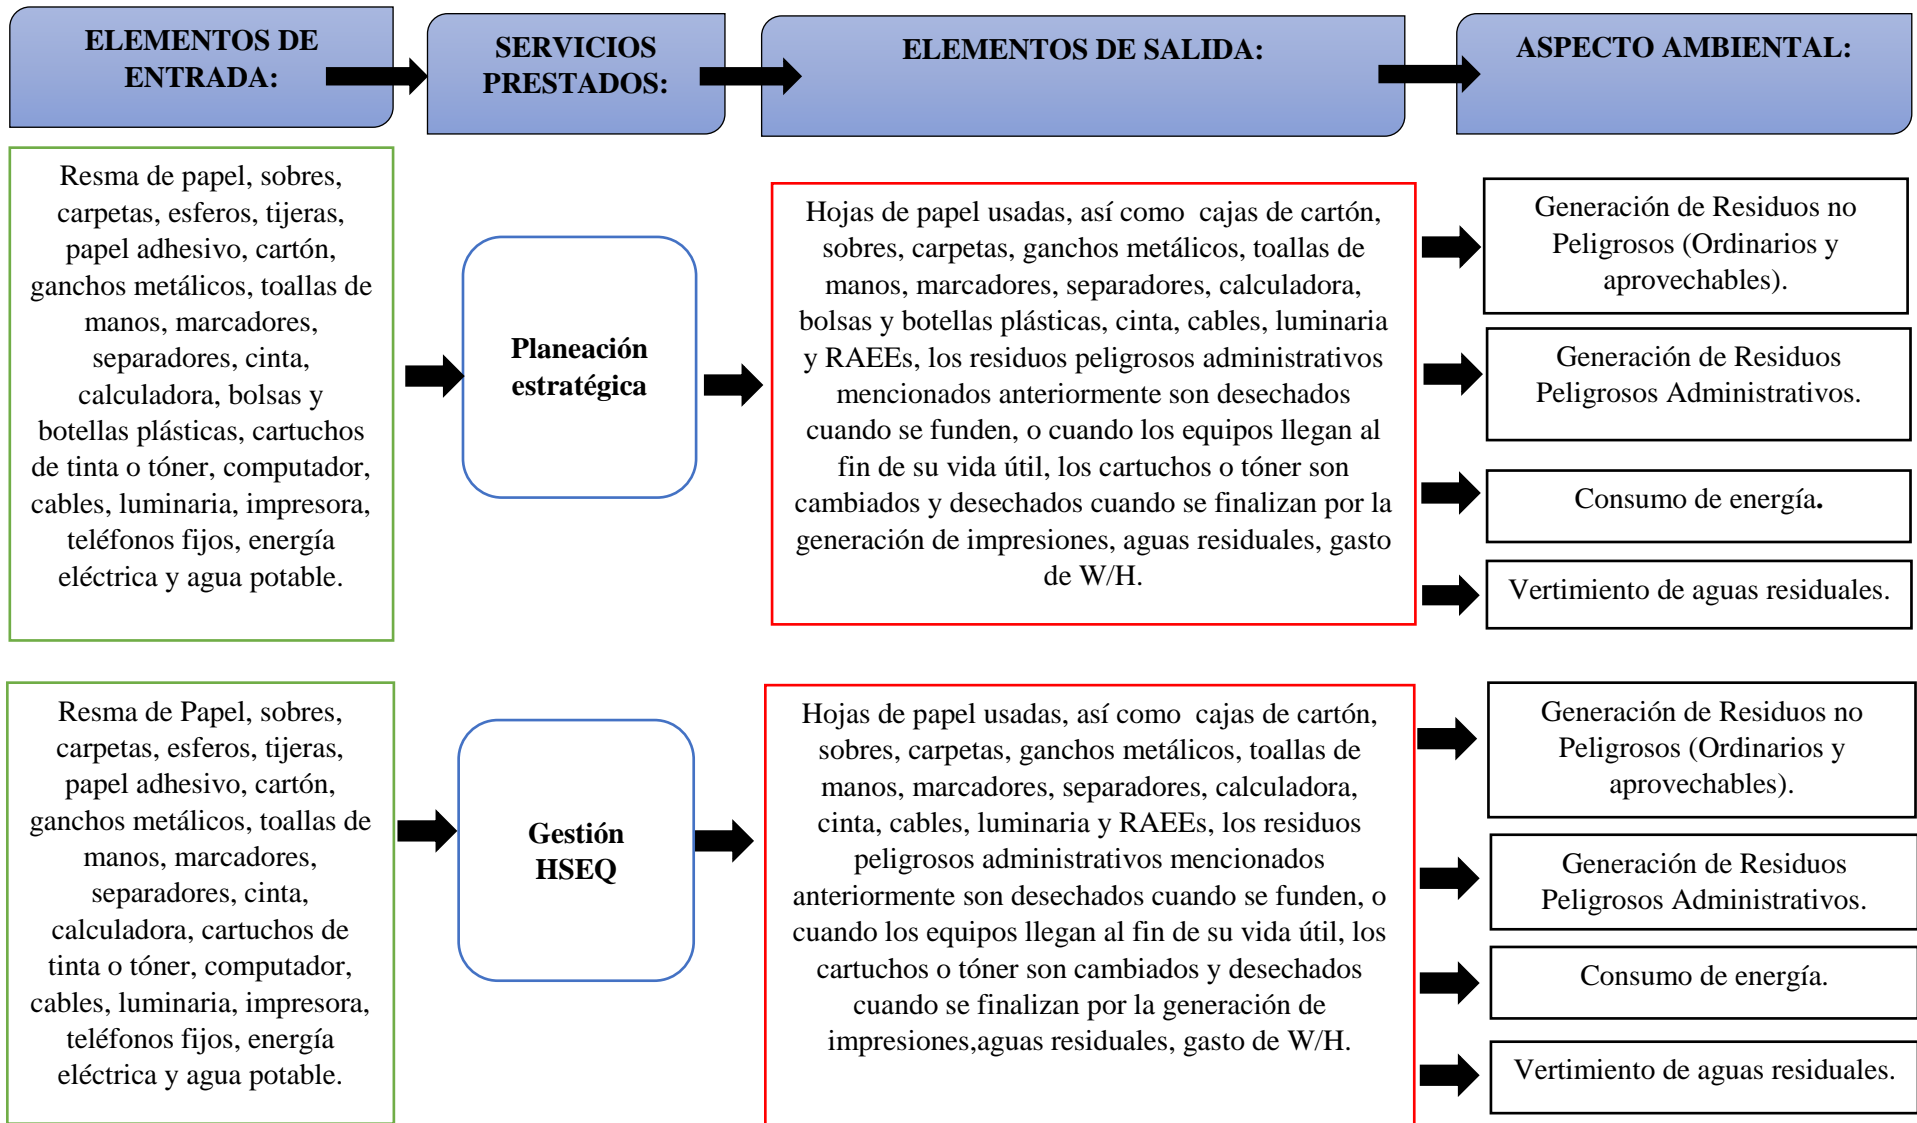 ELEMENTOS DE
ENTRADA:
SERVICIOS
PRESTADOS:
ELEMENTOS DE SALIDA:
ASPECTO AMBIENTAL:
Resma de papel, sobres,
carpetas, esferos, tijeras,
papel adhesivo, cartón,
ganchos metálicos, toallas de
manos, marcadores,
separadores, cinta,
calculadora, bolsas y
botellas plásticas, cartuchos
de tinta o tóner, computador,
cables, luminaria, impresora,
teléfonos fijos, energía
eléctrica y agua potable.
Planeación
estratégica
Hojas de papel usadas, así como  cajas de cartón,
sobres, carpetas, ganchos metálicos, toallas de
manos, marcadores, separadores, calculadora,
bolsas y botellas plásticas, cinta, cables, luminaria
y RAEEs, los residuos peligrosos administrativos
mencionados anteriormente son desechados
cuando se funden, o cuando los equipos llegan al
fin de su vida útil, los cartuchos o tóner son
cambiados y desechados cuando se finalizan por la
generación de impresiones, aguas residuales, gasto
de W/H.
Generación de Residuos no
Peligrosos (Ordinarios y
aprovechables).
Generación de Residuos
Peligrosos Administrativos.
Consumo de energía.
Vertimiento de aguas residuales.
Resma de Papel, sobres,
carpetas, esferos, tijeras,
papel adhesivo, cartón,
ganchos metálicos, toallas de
manos, marcadores,
separadores, cinta,
calculadora, cartuchos de
tinta o tóner, computador,
cables, luminaria, impresora,
teléfonos fijos, energía
eléctrica y agua potable.
Gestión
HSEQ
Hojas de papel usadas, así como  cajas de cartón,
sobres, carpetas, ganchos metálicos, toallas de
manos, marcadores, separadores, calculadora,
cinta, cables, luminaria y RAEEs, los residuos
peligrosos administrativos mencionados
anteriormente son desechados cuando se funden, o
cuando los equipos llegan al fin de su vida útil, los
cartuchos o tóner son cambiados y desechados
cuando se finalizan por la generación de
impresiones,aguas residuales, gasto de W/H.
Generación de Residuos no
Peligrosos (Ordinarios y
aprovechables).
Generación de Residuos
Peligrosos Administrativos.
Consumo de energía.
Vertimiento de aguas residuales.